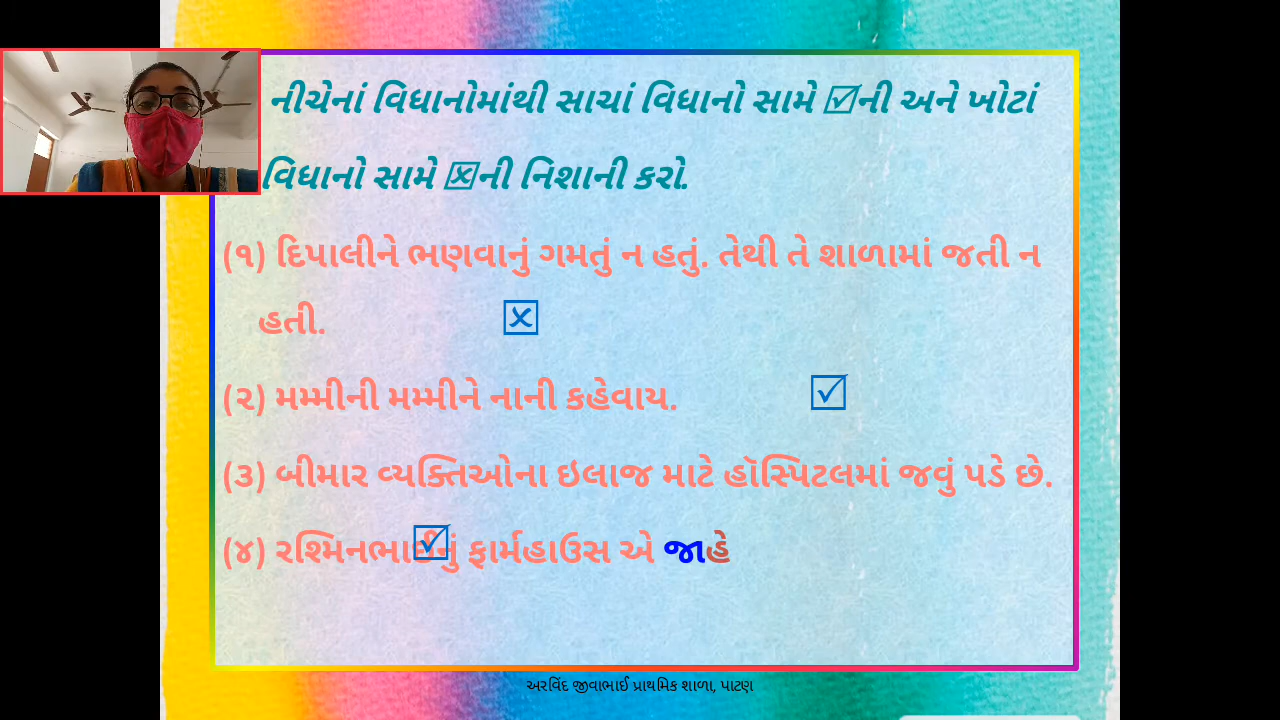 નીચેનાં વિધાનોમાંથી સાચાં વિધાનો સામે ☑ની અને ખોટાં
વિધાનો સામે ☒ની નિશાની કરો.
(૧) દિપાલીને ભણવાનું ગમતું ન હતું. તેથી તે શાળામાં જતી ન
હતી. ☒
(૨) મમ્મીની મમ્મીને નાની કહેવાય. ☑
(૩) બીમાર વ્યક્તિઓના ઇલાજ માટે હૉસ્પિટલમાં જવું પડે છે.
☑
(૪) રશ્મિનભાઈનું ફાર્મહાઉસ એ જાહે
અરવિંદ જીવાભાઈ પ્રાથમિક શાળા, પાટણ